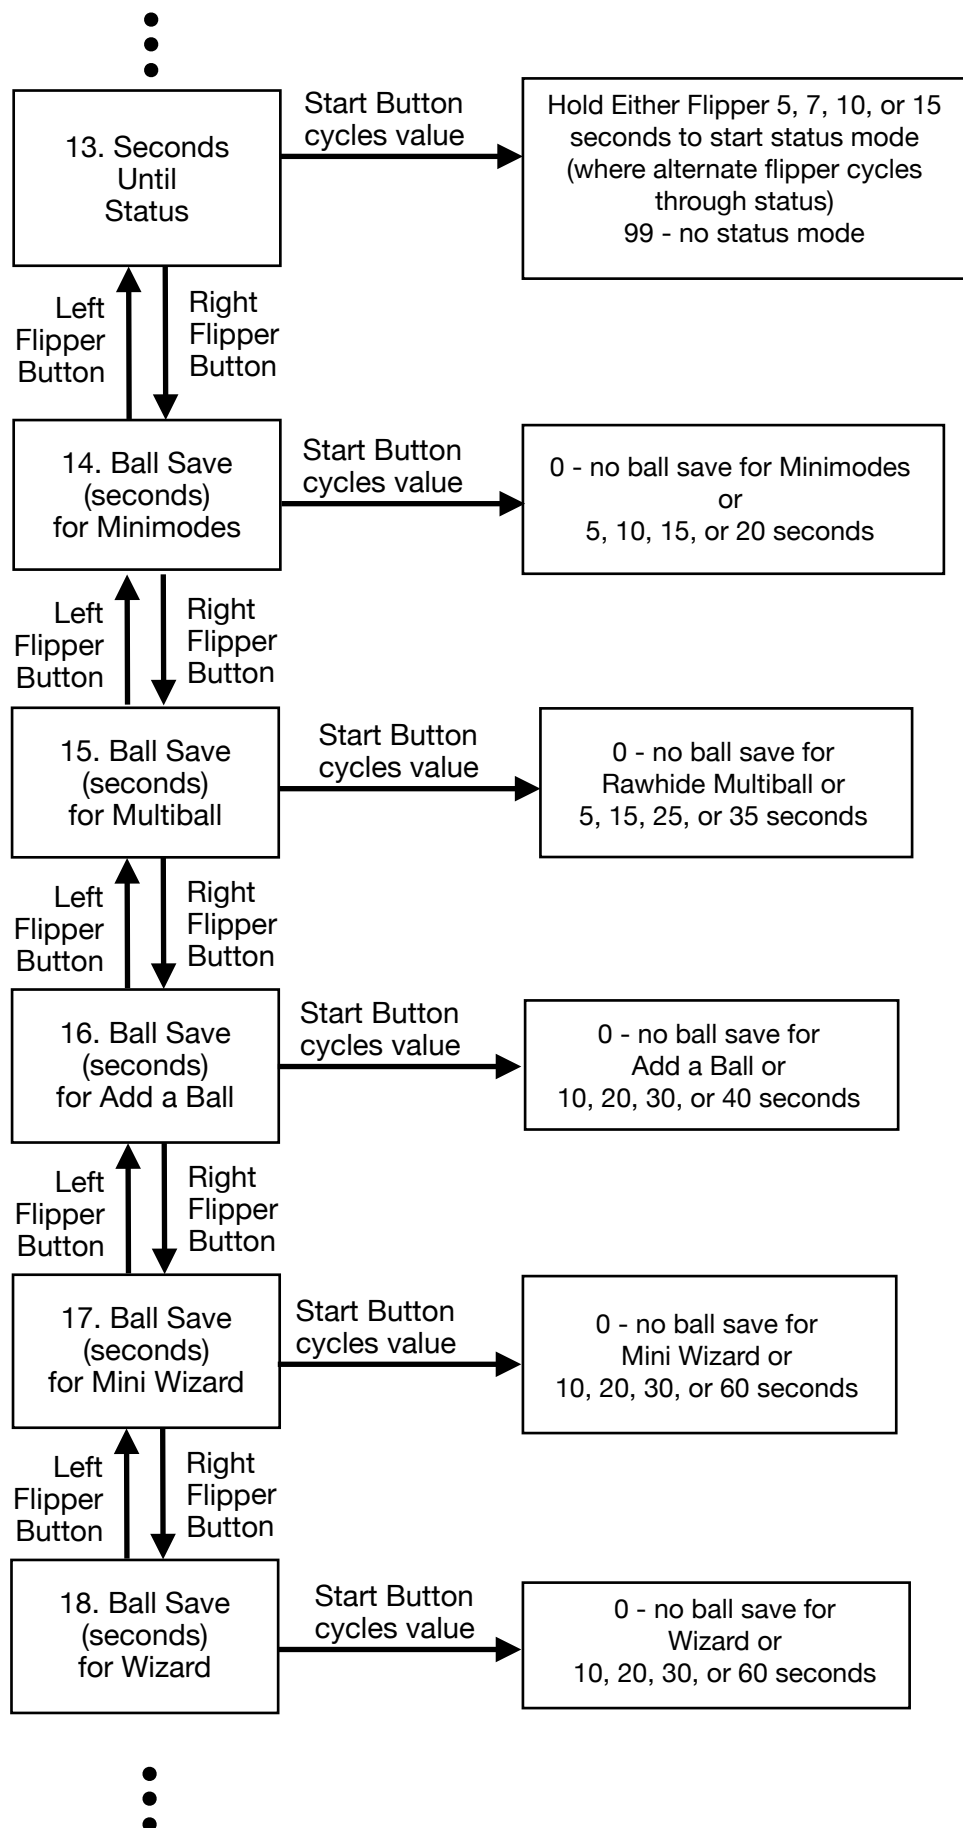 13. Seconds
Until
Status
Start Button
cycles value
Hold Either Flipper 5, 7, 10, or 15
seconds to start status mode
(where alternate flipper cycles
through status)
99 - no status mode
Left
Flipper
Button
Right
Flipper
Button
14. Ball Save
(seconds)
for Minimodes
Start Button
cycles value
0 - no ball save for Minimodes
or
5, 10, 15, or 20 seconds
Left
Flipper
Button
Right
Flipper
Button
15. Ball Save
(seconds)
for Multiball
Start Button
cycles value
0 - no ball save for
Rawhide Multiball or
5, 15, 25, or 35 seconds
Left
Flipper
Button
Right
Flipper
Button
16. Ball Save
(seconds)
for Add a Ball
Start Button
cycles value
0 - no ball save for
Add a Ball or
10, 20, 30, or 40 seconds
Left
Flipper
Button
Right
Flipper
Button
17. Ball Save
(seconds)
for Mini Wizard
Start Button
cycles value
0 - no ball save for
Mini Wizard or
10, 20, 30, or 60 seconds
Left
Flipper
Button
Right
Flipper
Button
18. Ball Save
(seconds)
for Wizard
Start Button
cycles value
0 - no ball save for
Wizard or
10, 20, 30, or 60 seconds